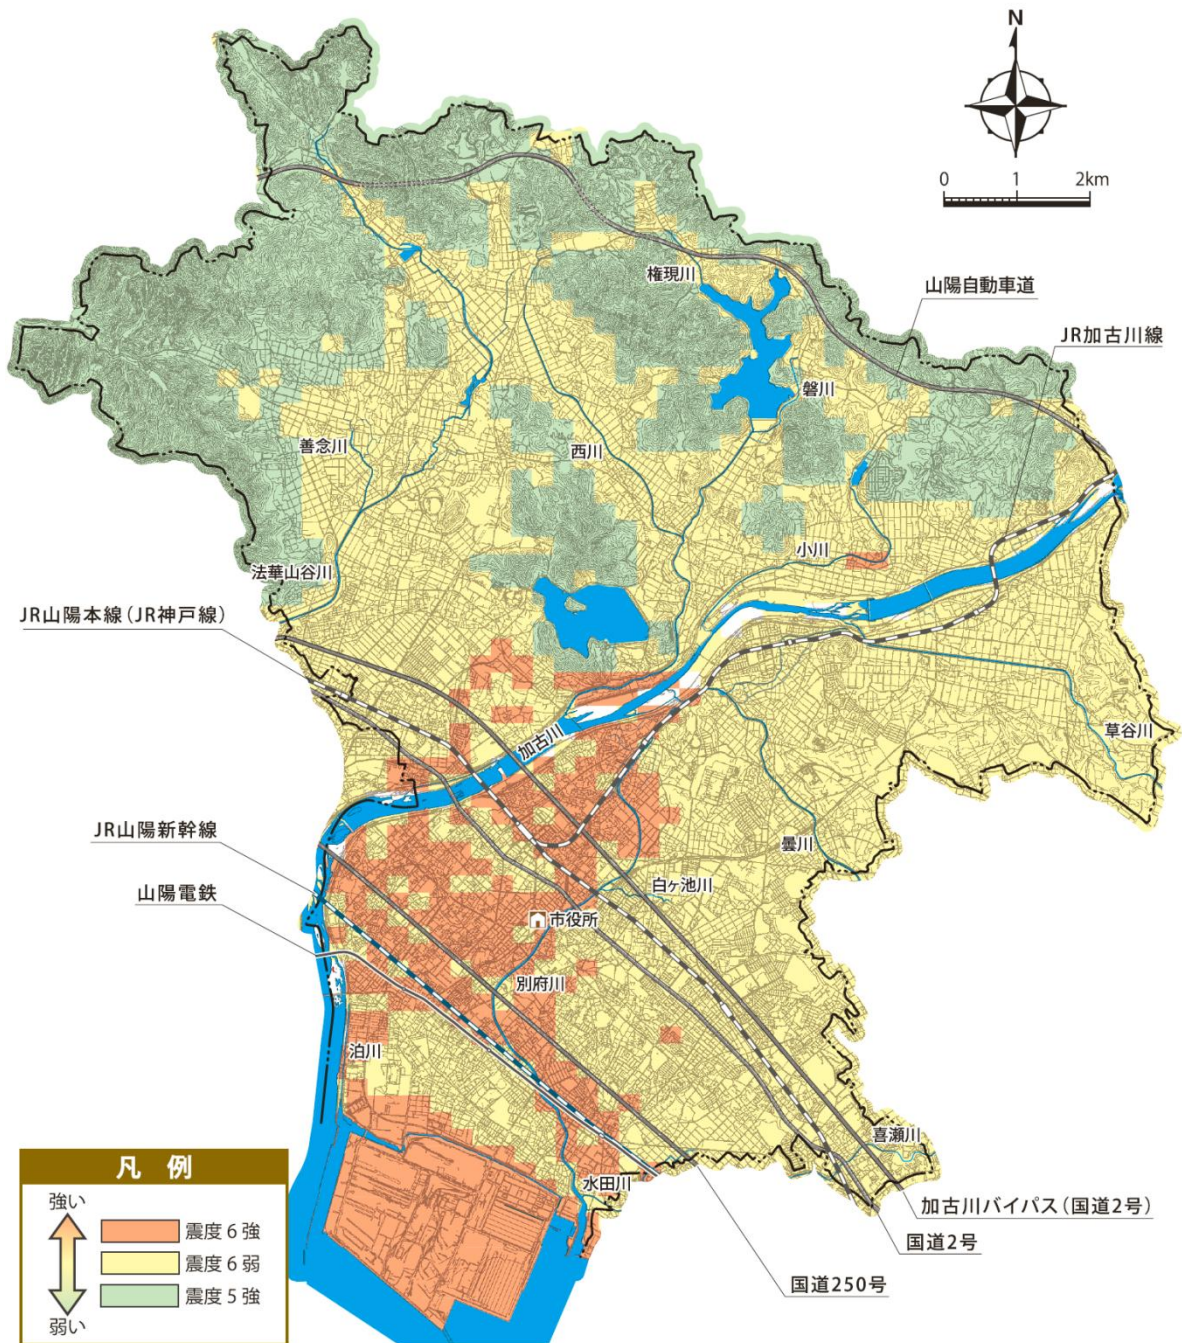 N
0 1 2km
権現川
山陽自動車道
JR加古川線
磐川
善念川
西川
小川
法華山谷川
JR山陽本線(JR神戸線)
加古川
草谷川
JR山陽新幹線
曇川
山陽電鉄
白ヶ池川
市役所
別府川
泊川
喜瀬川
水田川
加古川バイパス(国道2号)
国道2号
国道250号
凡 例
強い
震度6強
震度6弱
震度5強
弱い